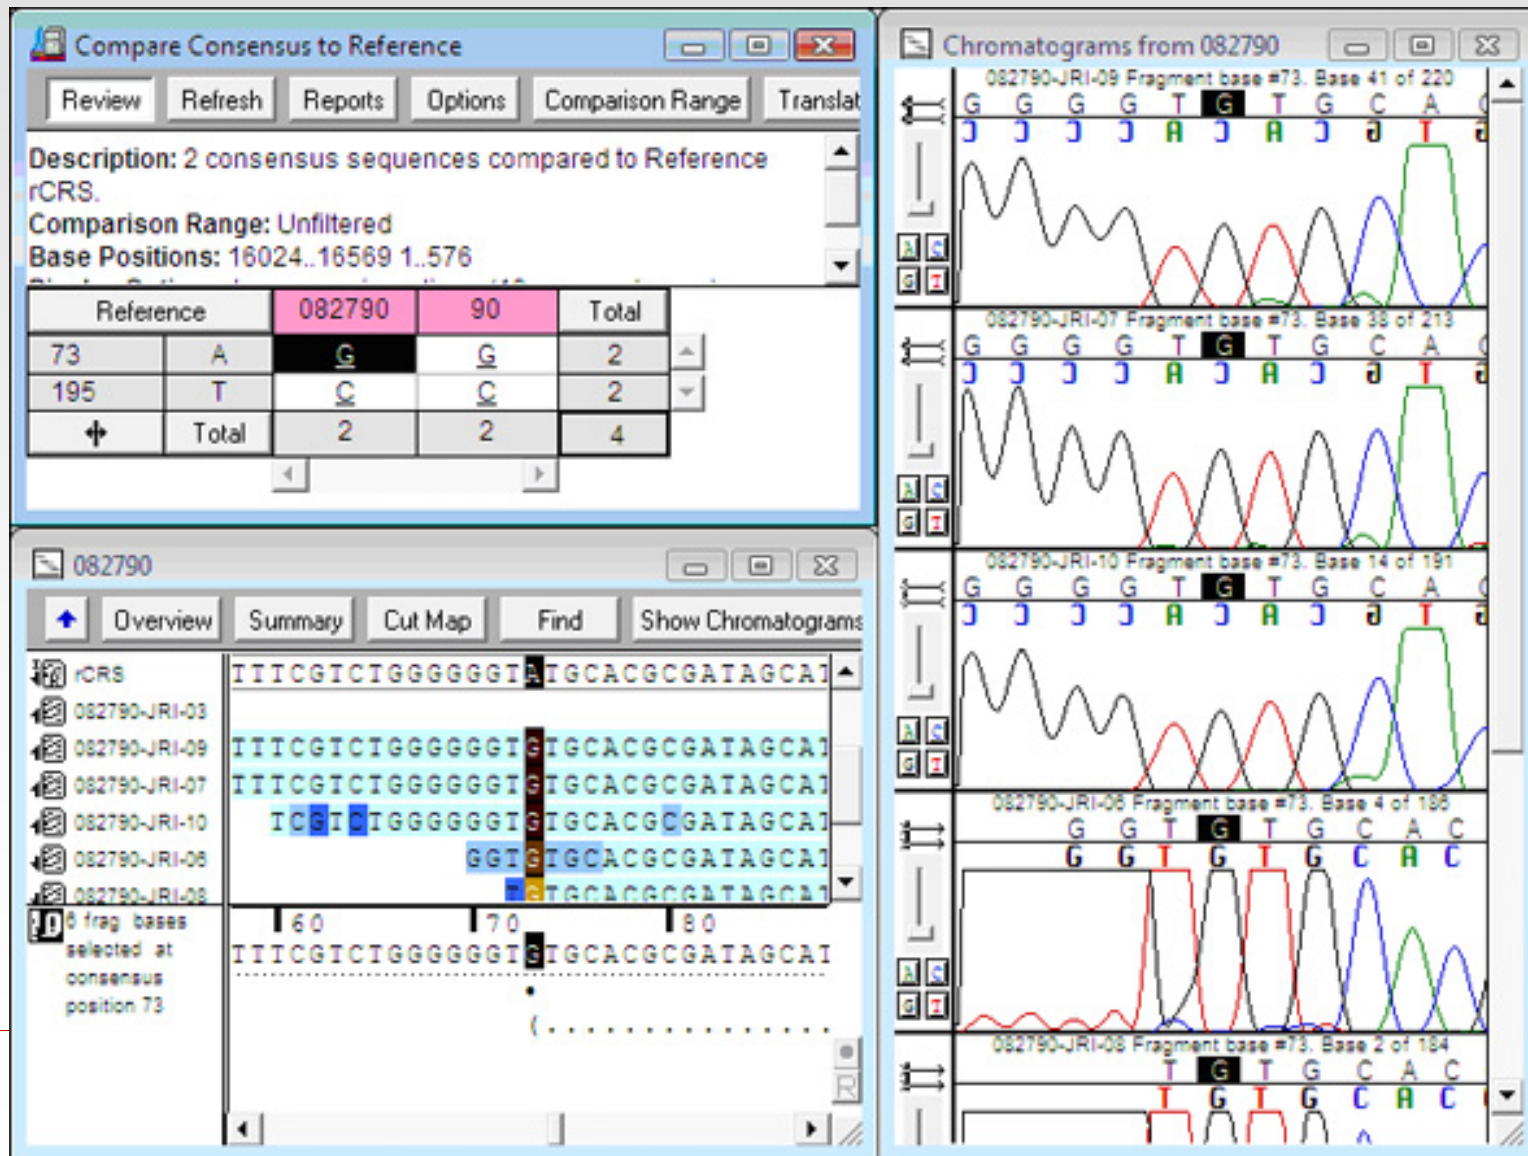 Compare Consensus to Reference
Review Refresh Reports Options Comparison Range Translat
Description: 2 consensus sequences compared to Reference
rCRS.
Comparison Range: Unfiltered
Base Positions: 16024..16569 1..576
Reference 082790 90 Total
73 A G G 2
195 T C C 2
Total 2 2 4
082790
Overview Summary Cut Map Find Show Chromatograms
rCRS TTTCGTCTGGGGGGTATGCACGCGATAGCAT
082790-JRI-03
082790-JRI-09 TTTCGTCTGGGGGGTGTGCACGCGATAGCAT
082790-JRI-07 TTTCGTCTGGGGGGTGTGCACGCGATAGCAT
082790-JRI-10 TCGTCTGGGGGGTGTGCACGCGATAGCAT
082790-JRI-06 GGTGTGCACGCGATAGCAT
082790-JRI-08 TGTGCACGCGATAGCAT
6 frag bases
selected at
consensus
position 73
60 70 80
TTTCGTCTGGGGGGTGTGCACGCGATAGCAT
R
Chromatograms from 082790
082790-JRI-09 Fragment base #73. Base 41 of 220
G G G G T G T G C A C
C C C C A C A C G T G
A C
G T
082790-JRI-07 Fragment base #73. Base 38 of 213
G G G G T G T G C A C
C C C C A C A C G T G
A C
G T
082790-JRI-10 Fragment base #73. Base 14 of 191
G G G G T G T G C A C
C C C C A C A C G T G
A C
G T
082790-JRI-06 Fragment base #73. Base 4 of 186
G G T G T G C A C
G G T G T G C A C
A C
G T
082790-JRI-08 Fragment base #73. Base 2 of 184
T G T G C A C
T G T G C A C